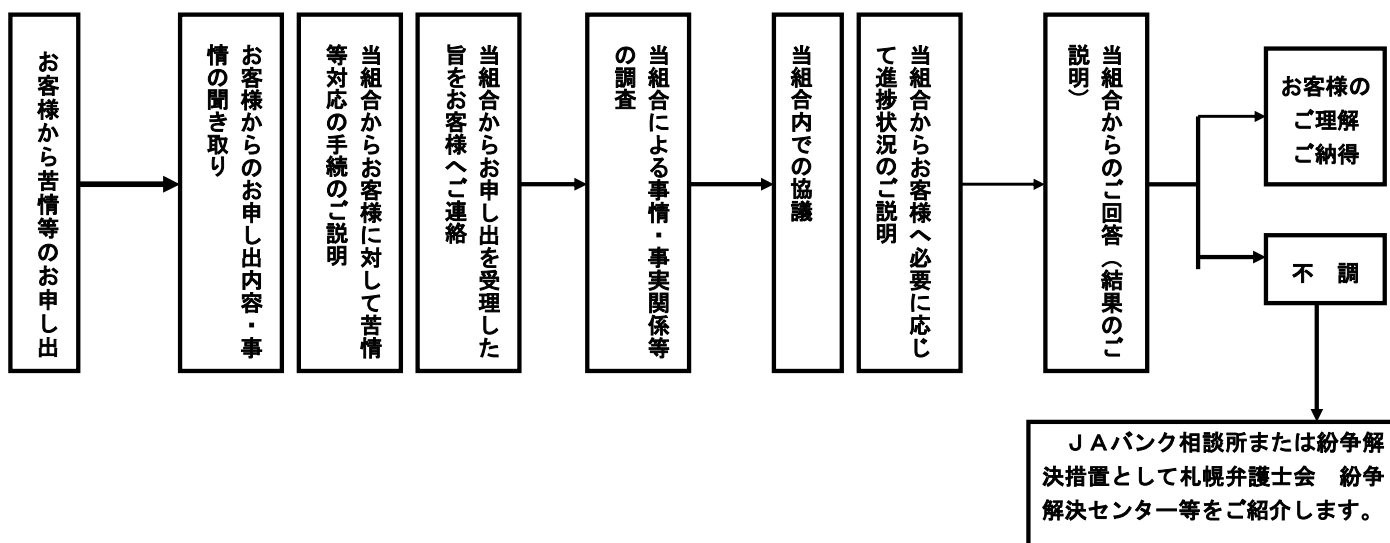 お客様から苦情等のお申し出
お客様からのお申し出内容・事
情の聞き取り
当組合からお客様に対して苦情
等対応の手続のご説明
当組合からお申し出を受理した
旨をお客様へご連絡
当組合による事情・事実関係等
の調査
当組合内での協議
当組合からお客様へ必要に応じ
て進捗状況のご説明
当組合からのご回答（結果のご
説明）
お客様の
ご理解
ご納得
不　調
ＪＡバンク相談所または紛争解
決措置として札幌弁護士会　紛争
解決センター等をご紹介します。